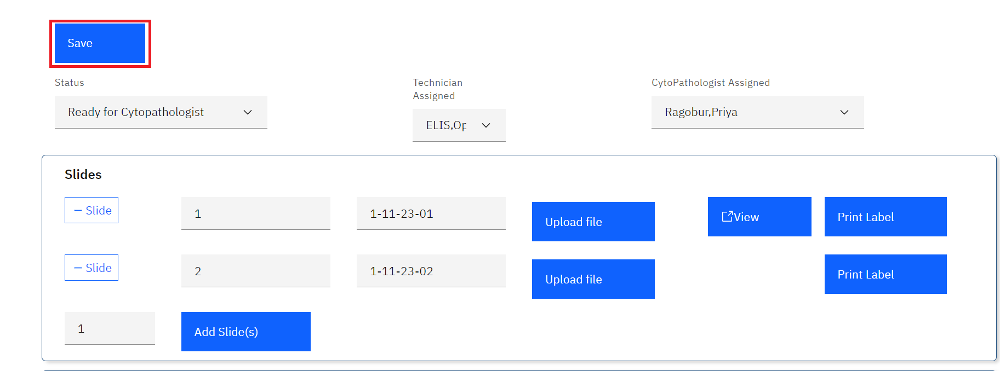 Save
Status
Technician
Assigned
CytoPathologist Assigned
Ready for Cytopathologist
ELIS,Op
Ragobur,Priya
Slides
− Slide
1
1-11-23-01
Upload file
View
Print Label
− Slide
2
1-11-23-02
Upload file
Print Label
1
Add Slide(s)